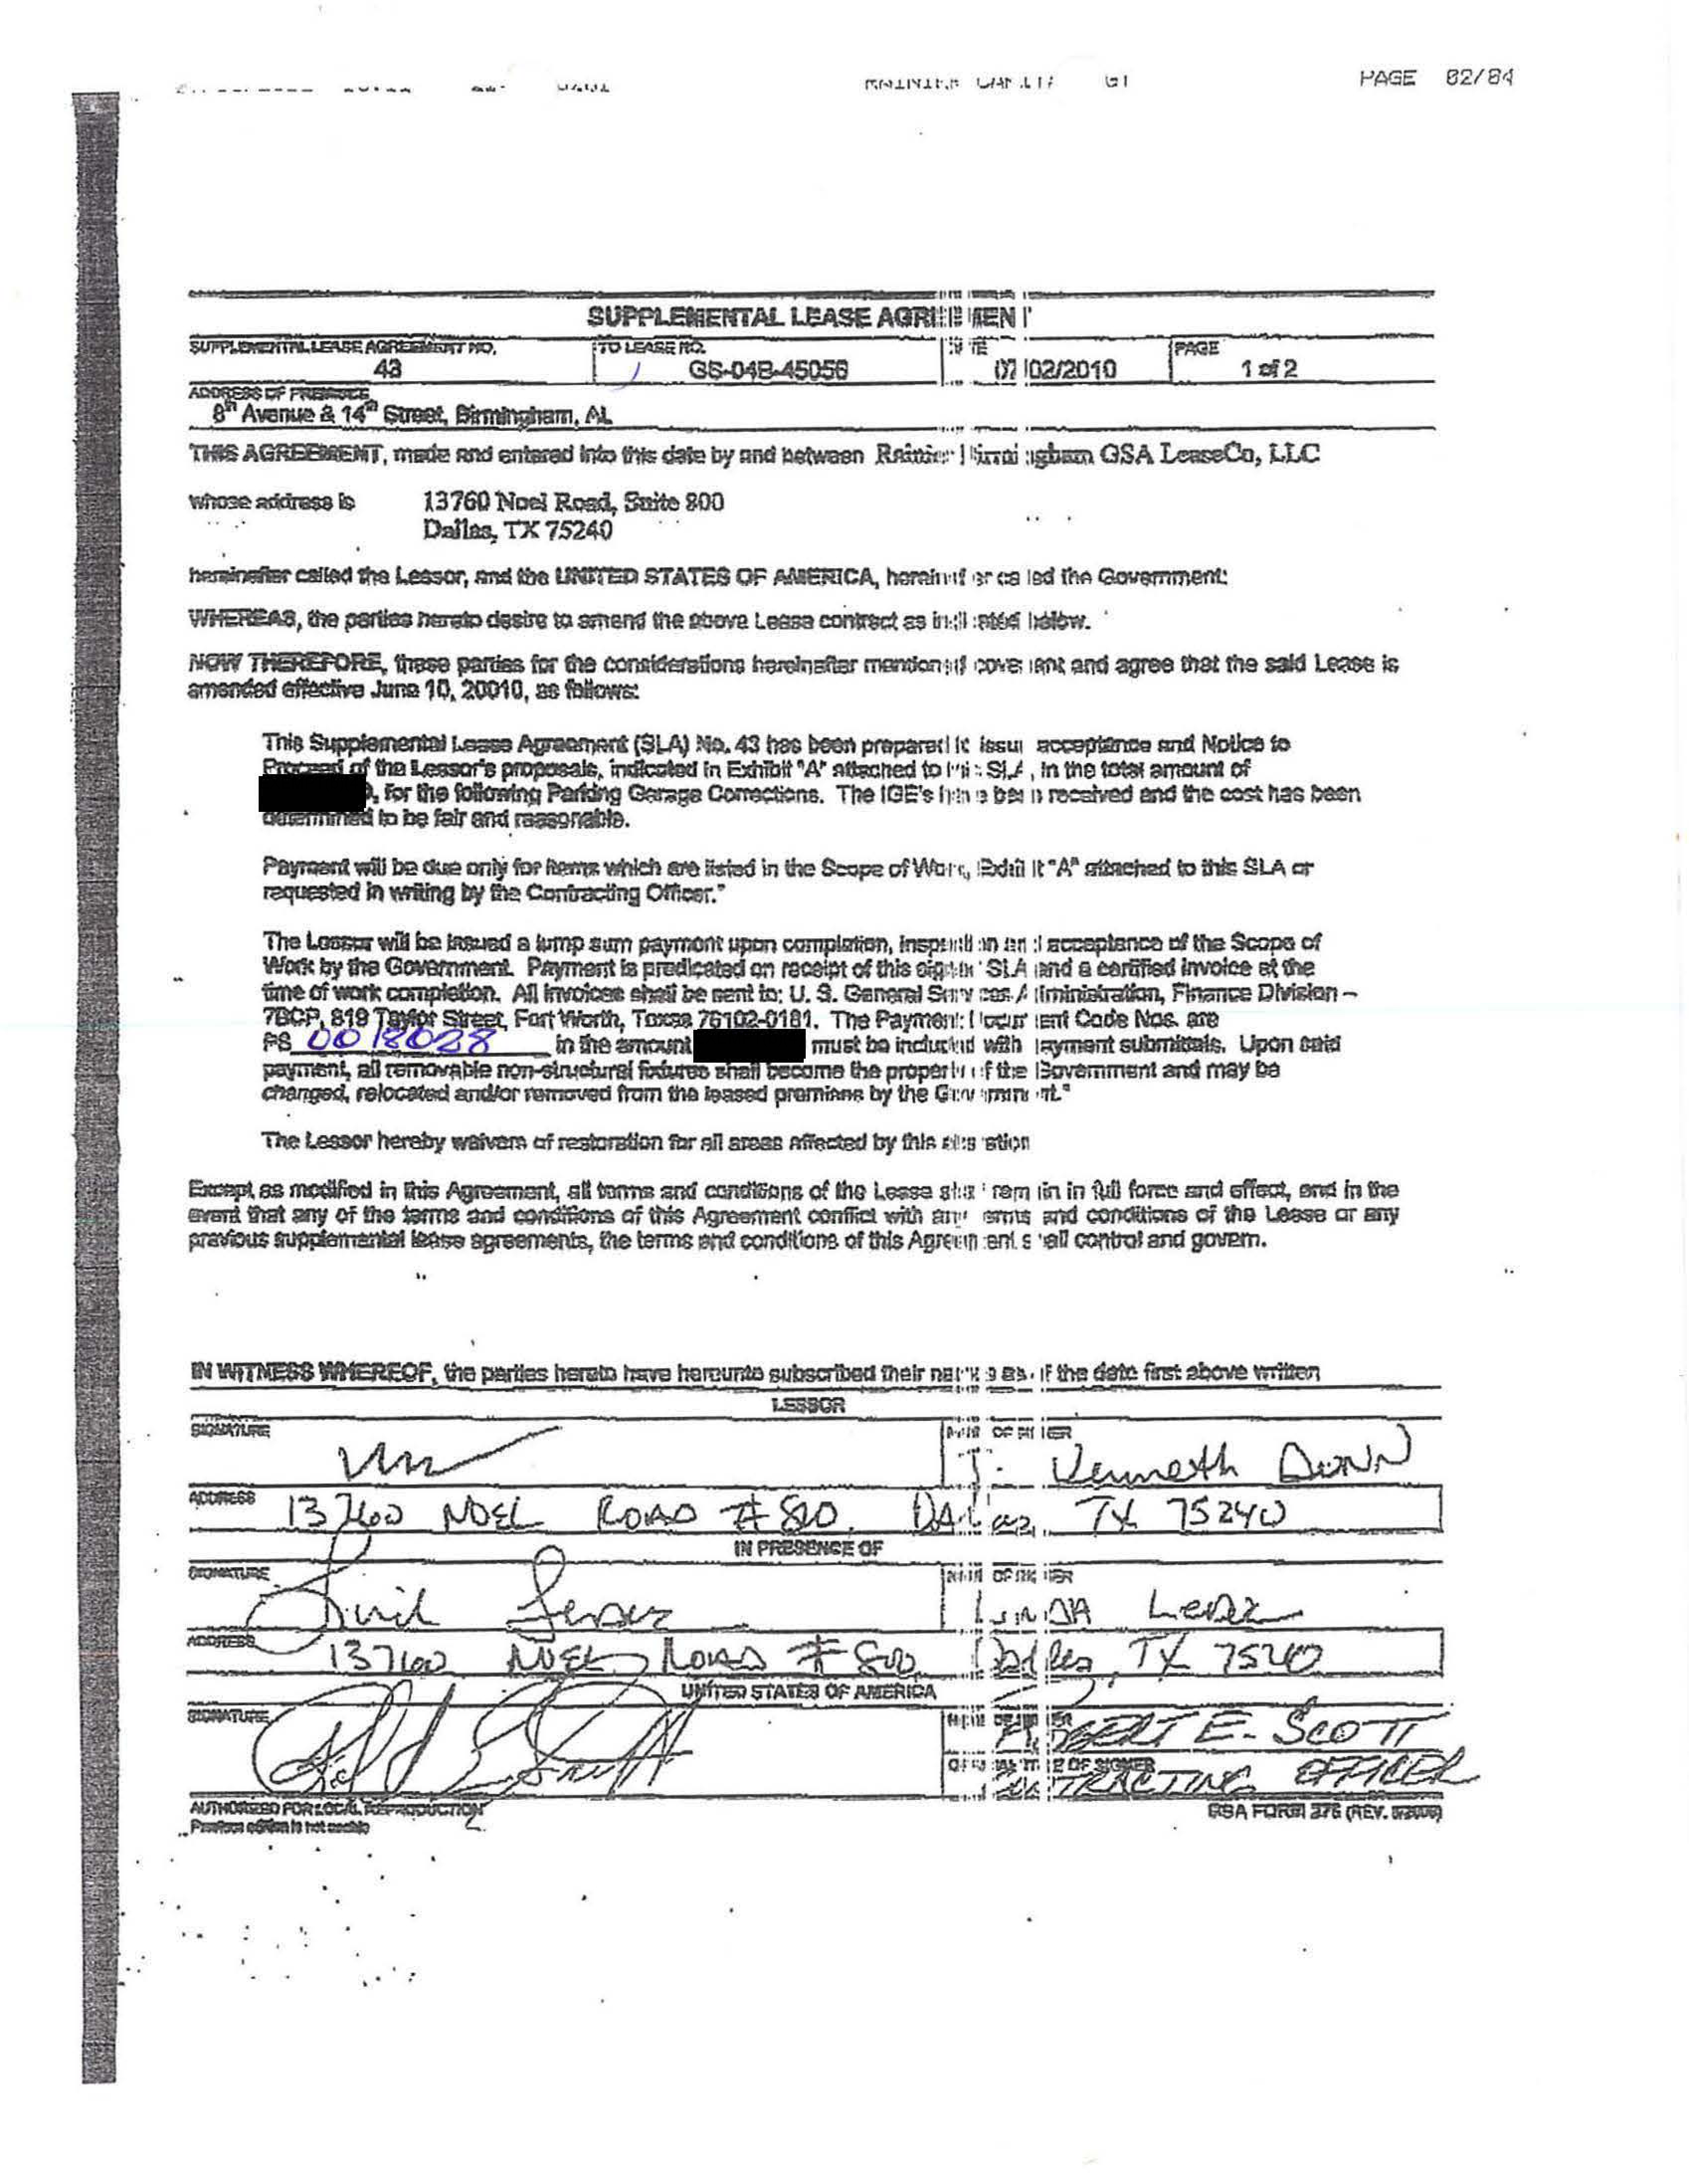 PAGE 02/04
SUPPLEMENTAL LEASE AGREEMENT
SUPPLEMENTAL LEASE AGREEMENT NO. TO LEASE NO. DATE PAGE
43 GS-04B-45056 07/02/2010 1 of 2
ADDRESS OF PREMISES
8th Avenue & 14th Street, Birmingham, AL
THIS AGREEMENT, made and entered into this date by and between Rainier Birmingham GSA LeaseCo, LLC
whose address is 13760 Noel Road, Suite 800
Dallas, TX 75240
hereinafter called the Lessor, and the UNITED STATES OF AMERICA, hereinafter called the Government:
WHEREAS, the parties hereto desire to amend the above Lease contract as indicated below.
NOW THEREFORE, these parties for the considerations hereinafter mentioned covenant and agree that the said Lease is
amended effective June 10, 20010, as follows:
This Supplemental Lease Agreement (SLA) No. 43 has been prepared to issue acceptance and Notice to
Proceed of the Lessor's proposals, indicated in Exhibit "A" attached to this SLA, in the total amount of
, for the following Parking Garage Corrections. The IGE's have been received and the cost has been
determined to be fair and reasonable.
Payment will be due only for items which are listed in the Scope of Work, Exhibit "A" attached to this SLA or
requested in writing by the Contracting Officer."
The Lessor will be issued a lump sum payment upon completion, inspection and acceptance of the Scope of
Work by the Government. Payment is predicated on receipt of this signed SLA and a certified invoice at the
time of work completion. All invoices shall be sent to: U. S. General Services Administration, Finance Division –
7BCP, 819 Taylor Street, Fort Worth, Texas 76102-0181. The Payment Document Code Nos. are
PS 0018028 in the amount must be included with payment submittals. Upon said
payment, all removable non-structural fixtures shall become the property of the Government and may be
changed, relocated and/or removed from the leased premises by the Government."
The Lessor hereby waivers of restoration for all areas affected by this alteration
Except as modified in this Agreement, all terms and conditions of the Lease shall remain in full force and effect, and in the
event that any of the terms and conditions of this Agreement conflict with any terms and conditions of the Lease or any
previous supplemental lease agreements, the terms and conditions of this Agreement shall control and govern.
IN WITNESS WHEREOF, the parties hereto have hereunto subscribed their names as of the date first above written
LESSOR
SIGNATURE NAME OF SIGNER
J. Kenneth Dunn
ADDRESS 13760 NOEL ROAD # 800, Dallas, TX 75240
IN PRESENCE OF
SIGNATURE NAME OF SIGNER
ADDRESS 13760 NOEL ROAD # 800 Dallas, TX 75240
UNITED STATES OF AMERICA
SIGNATURE NAME OF SIGNER
ROBERT E. SCOTT
OFFICIAL TITLE OF SIGNER
CONTRACTING OFFICER
AUTHORIZED FOR LOCAL REPRODUCTION GSA FORM 276 (REV.
Previous edition is not usable